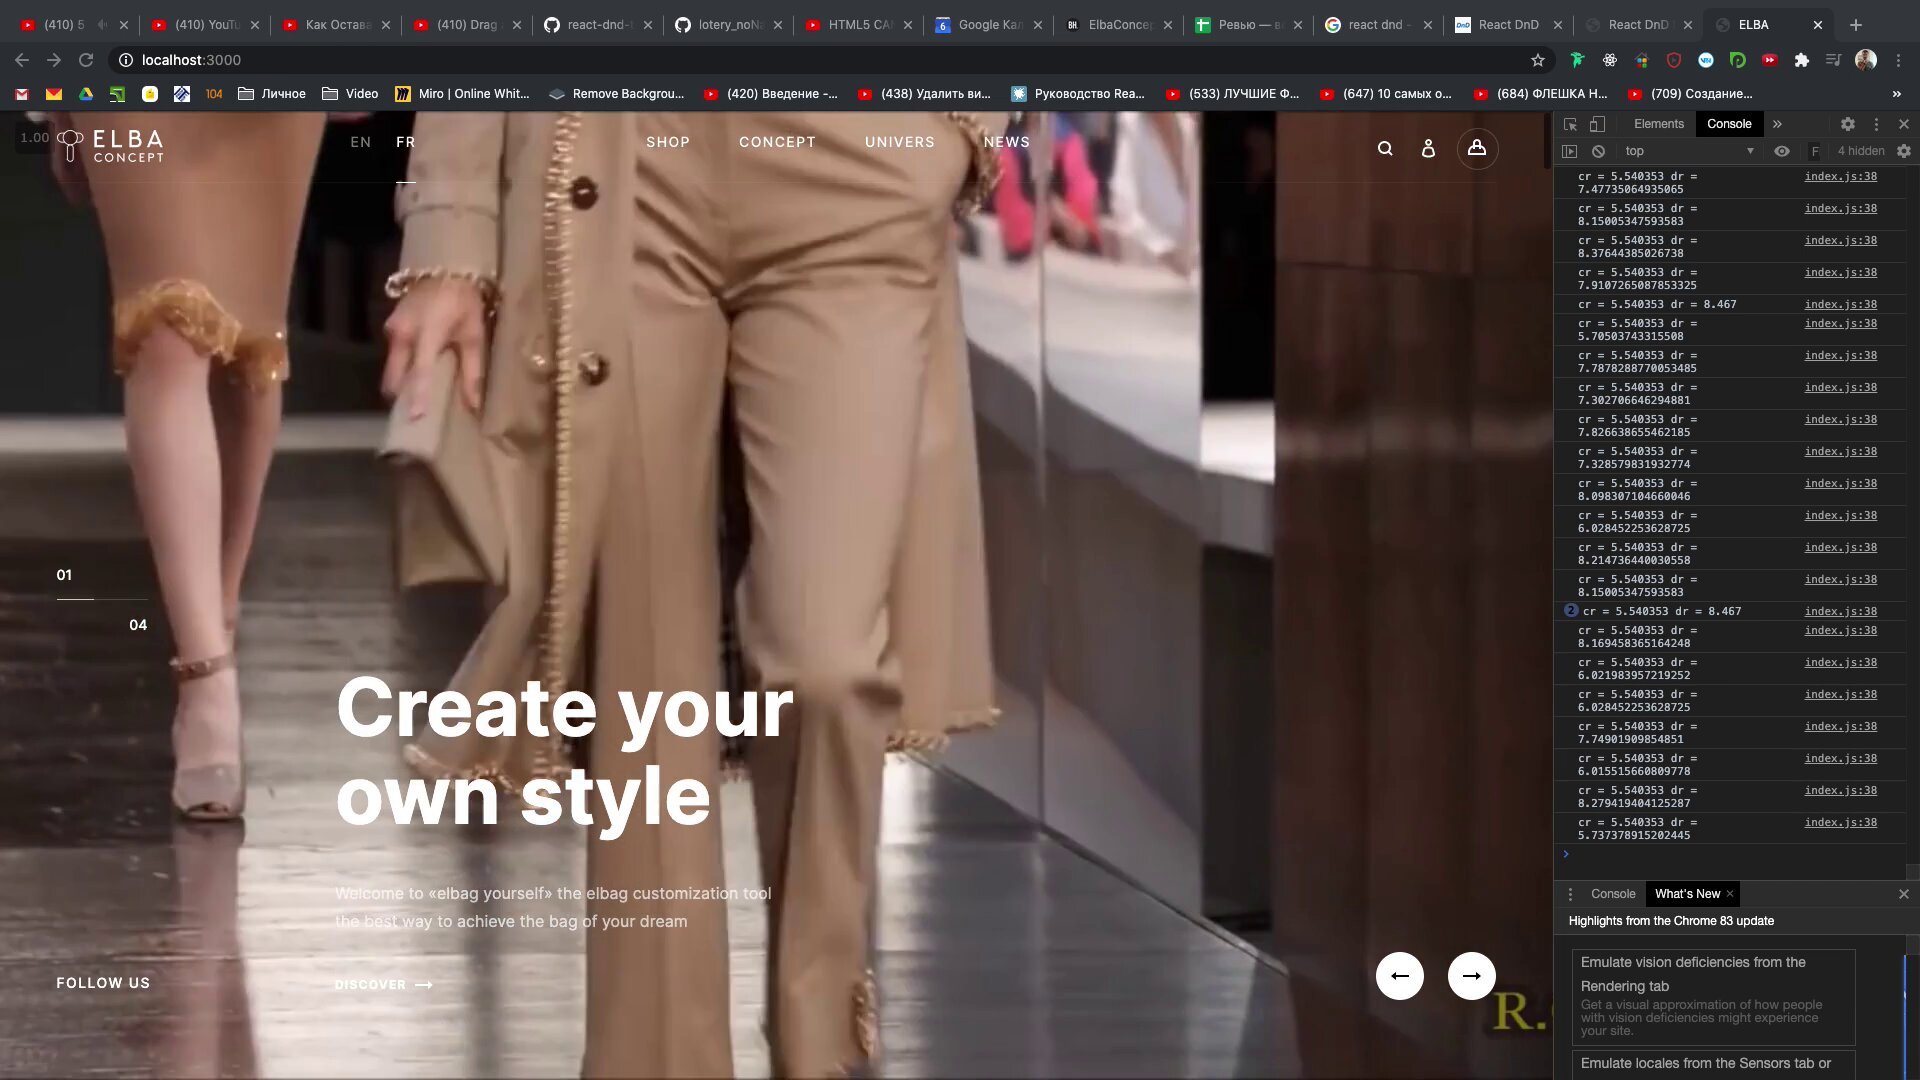 (410) 5
(410) YouTu
Как Остава
(410) Drag
react-dnd-t
lotery_noNa
HTML5 CAN
Google Кал
ElbaConcep
Ревью — в
react dnd -
React DnD
React DnD
ELBA
localhost:3000
104
Личное
Video
Miro | Online Whit...
Remove Backgrou...
(420) Введение -...
(438) Удалить ви...
Руководство Rea...
(533) ЛУЧШИЕ Ф...
(647) 10 самых о...
(684) ФЛЕШКА Н...
(709) Создание...
»
1.00
ELBA
CONCEPT
EN
FR
SHOP
CONCEPT
UNIVERS
NEWS
01
04
Create your
own style
Welcome to «elbag yourself» the elbag customization tool
the best way to achieve the bag of your dream
FOLLOW US
DISCOVER
R.
Elements
Console
»
top
F
4 hidden
cr = 5.540353 dr = index.js:38
7.47735064935065
cr = 5.540353 dr = index.js:38
8.15005347593583
cr = 5.540353 dr = index.js:38
8.37644385026738
cr = 5.540353 dr = index.js:38
7.9107265087853325
cr = 5.540353 dr = 8.467 index.js:38
cr = 5.540353 dr = index.js:38
5.70503743315508
cr = 5.540353 dr = index.js:38
7.7878288770053485
cr = 5.540353 dr = index.js:38
7.302706646294881
cr = 5.540353 dr = index.js:38
7.826638655462185
cr = 5.540353 dr = index.js:38
7.328579831932774
cr = 5.540353 dr = index.js:38
8.098307104660046
cr = 5.540353 dr = index.js:38
6.028452253628725
cr = 5.540353 dr = index.js:38
8.214736440030558
cr = 5.540353 dr = index.js:38
8.15005347593583
2 cr = 5.540353 dr = 8.467 index.js:38
cr = 5.540353 dr = index.js:38
8.169458365164248
cr = 5.540353 dr = index.js:38
6.021983957219252
cr = 5.540353 dr = index.js:38
6.028452253628725
cr = 5.540353 dr = index.js:38
7.74901909854851
cr = 5.540353 dr = index.js:38
6.015515660809778
cr = 5.540353 dr = index.js:38
8.279419404125287
cr = 5.540353 dr = index.js:38
5.737378915202445
Console
What's New
Highlights from the Chrome 83 update
Emulate vision deficiencies from the
Rendering tab
Get a visual approximation of how people
with vision deficiencies might experience
your site.
Emulate locales from the Sensors tab or